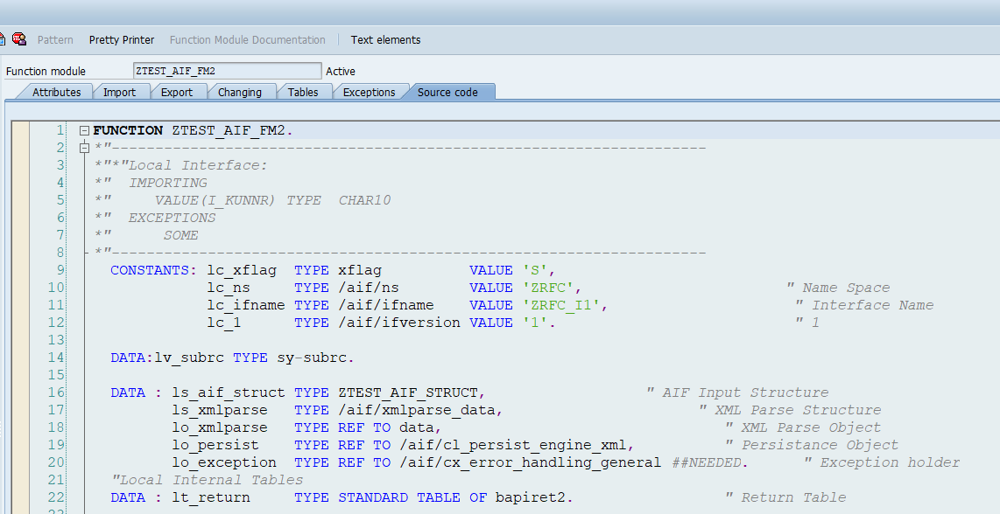 Pattern Pretty Printer Function Module Documentation Text elements
Function module ZTEST_AIF_FM2 Active
Attributes Import Export Changing Tables Exceptions Source code
1 FUNCTION ZTEST_AIF_FM2.
2 *"--------------------------------------------------------------------
3 *"*"Local Interface:
4 *"  IMPORTING
5 *"     VALUE(I_KUNNR) TYPE  CHAR10
6 *"  EXCEPTIONS
7 *"      SOME
8 *"--------------------------------------------------------------------
9 CONSTANTS: lc_xflag  TYPE xflag          VALUE 'S',
10 lc_ns     TYPE /aif/ns        VALUE 'ZRFC',                       " Name Space
11 lc_ifname TYPE /aif/ifname    VALUE 'ZRFC_I1',                     " Interface Name
12 lc_1      TYPE /aif/ifversion VALUE '1'.                           " 1
13
14 DATA:lv_subrc TYPE sy-subrc.
15
16 DATA : ls_aif_struct TYPE ZTEST_AIF_STRUCT,                  " AIF Input Structure
17 ls_xmlparse   TYPE /aif/xmlparse_data,                      " XML Parse Structure
18 lo_xmlparse   TYPE REF TO data,                                " XML Parse Object
19 lo_persist    TYPE REF TO /aif/cl_persist_engine_xml,          " Persistance Object
20 lo_exception  TYPE REF TO /aif/cx_error_handling_general ##NEEDED.      " Exception holder
21 "Local Internal Tables
22 DATA : lt_return     TYPE STANDARD TABLE OF bapiret2.                 " Return Table